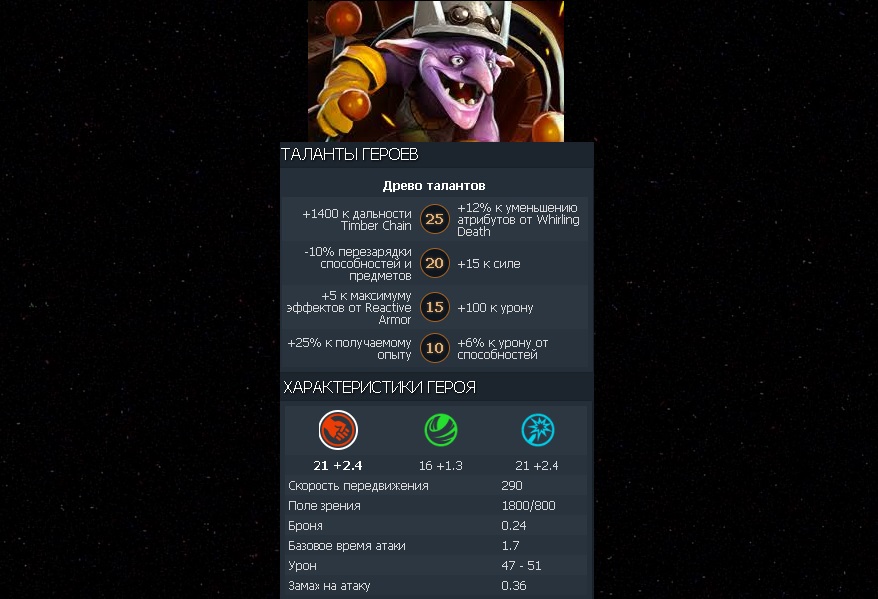 ТАЛАНТЫ ГЕРОЕВ
Древо талантов
+1400 к дальности
Timber Chain
25
+12% к уменьшению
атрибутов от Whirling
Death
-10% перезарядки
способностей и
предметов
20
+15 к силе
+5 к максимуму
эффектов от Reactive
Armor
15
+100 к урону
+25% к получаемому
опыту
10
+6% к урону от
способностей
ХАРАКТЕРИСТИКИ ГЕРОЯ
21 +2.4 16 +1.3 21 +2.4
Скорость передвижения 290
Поле зрения 1800/800
Броня 0.24
Базовое время атаки 1.7
Урон 47 - 51
Замах на атаку 0.36